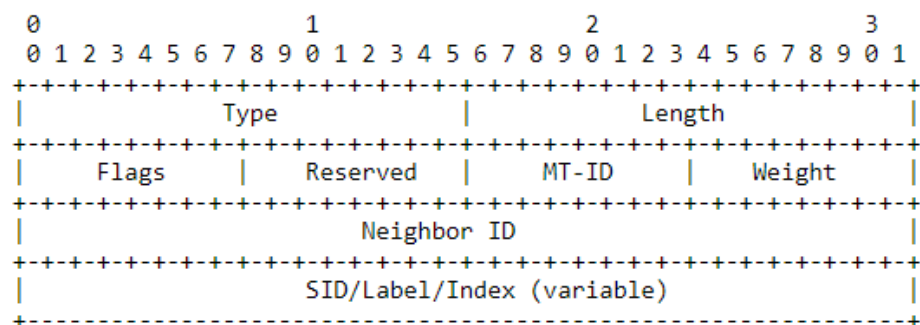 0                   1                   2                   3
 0 1 2 3 4 5 6 7 8 9 0 1 2 3 4 5 6 7 8 9 0 1 2 3 4 5 6 7 8 9 0 1
+-+-+-+-+-+-+-+-+-+-+-+-+-+-+-+-+-+-+-+-+-+-+-+-+-+-+-+-+-+-+-+-+
|              Type             |            Length             |
+-+-+-+-+-+-+-+-+-+-+-+-+-+-+-+-+-+-+-+-+-+-+-+-+-+-+-+-+-+-+-+-+
|     Flags     |    Reserved   |     MT-ID     |    Weight     |
+-+-+-+-+-+-+-+-+-+-+-+-+-+-+-+-+-+-+-+-+-+-+-+-+-+-+-+-+-+-+-+-+
|                        Neighbor ID                            |
+-+-+-+-+-+-+-+-+-+-+-+-+-+-+-+-+-+-+-+-+-+-+-+-+-+-+-+-+-+-+-+-+
|                    SID/Label/Index (variable)                 |
+---------------------------------------------------------------+